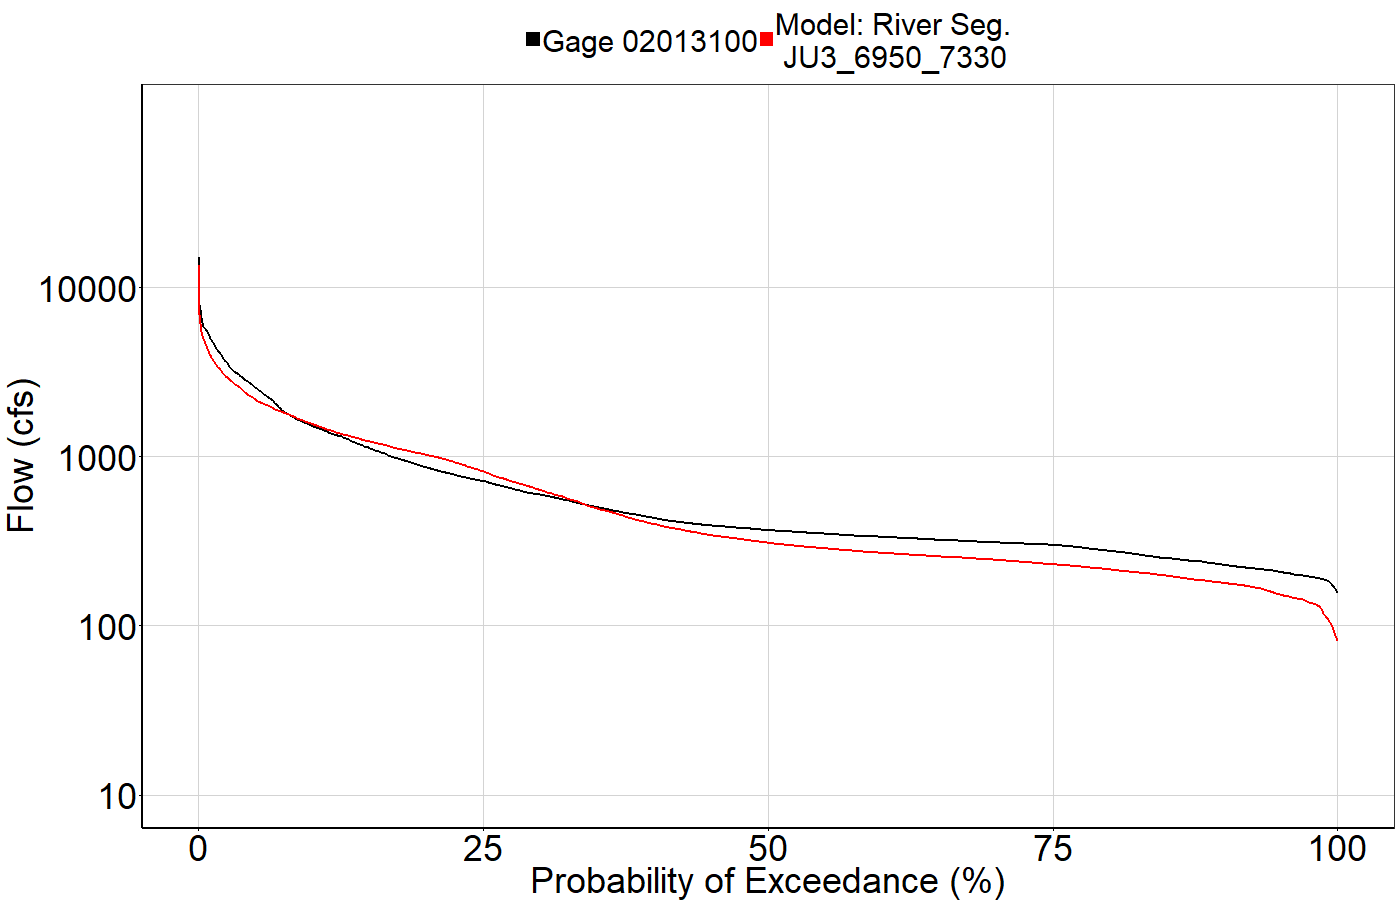 Gage 02013100
Model: River Seg.
JU3_6950_7330
Flow (cfs)
10000
1000
100
10
0 25 50 75 100
Probability of Exceedance (%)